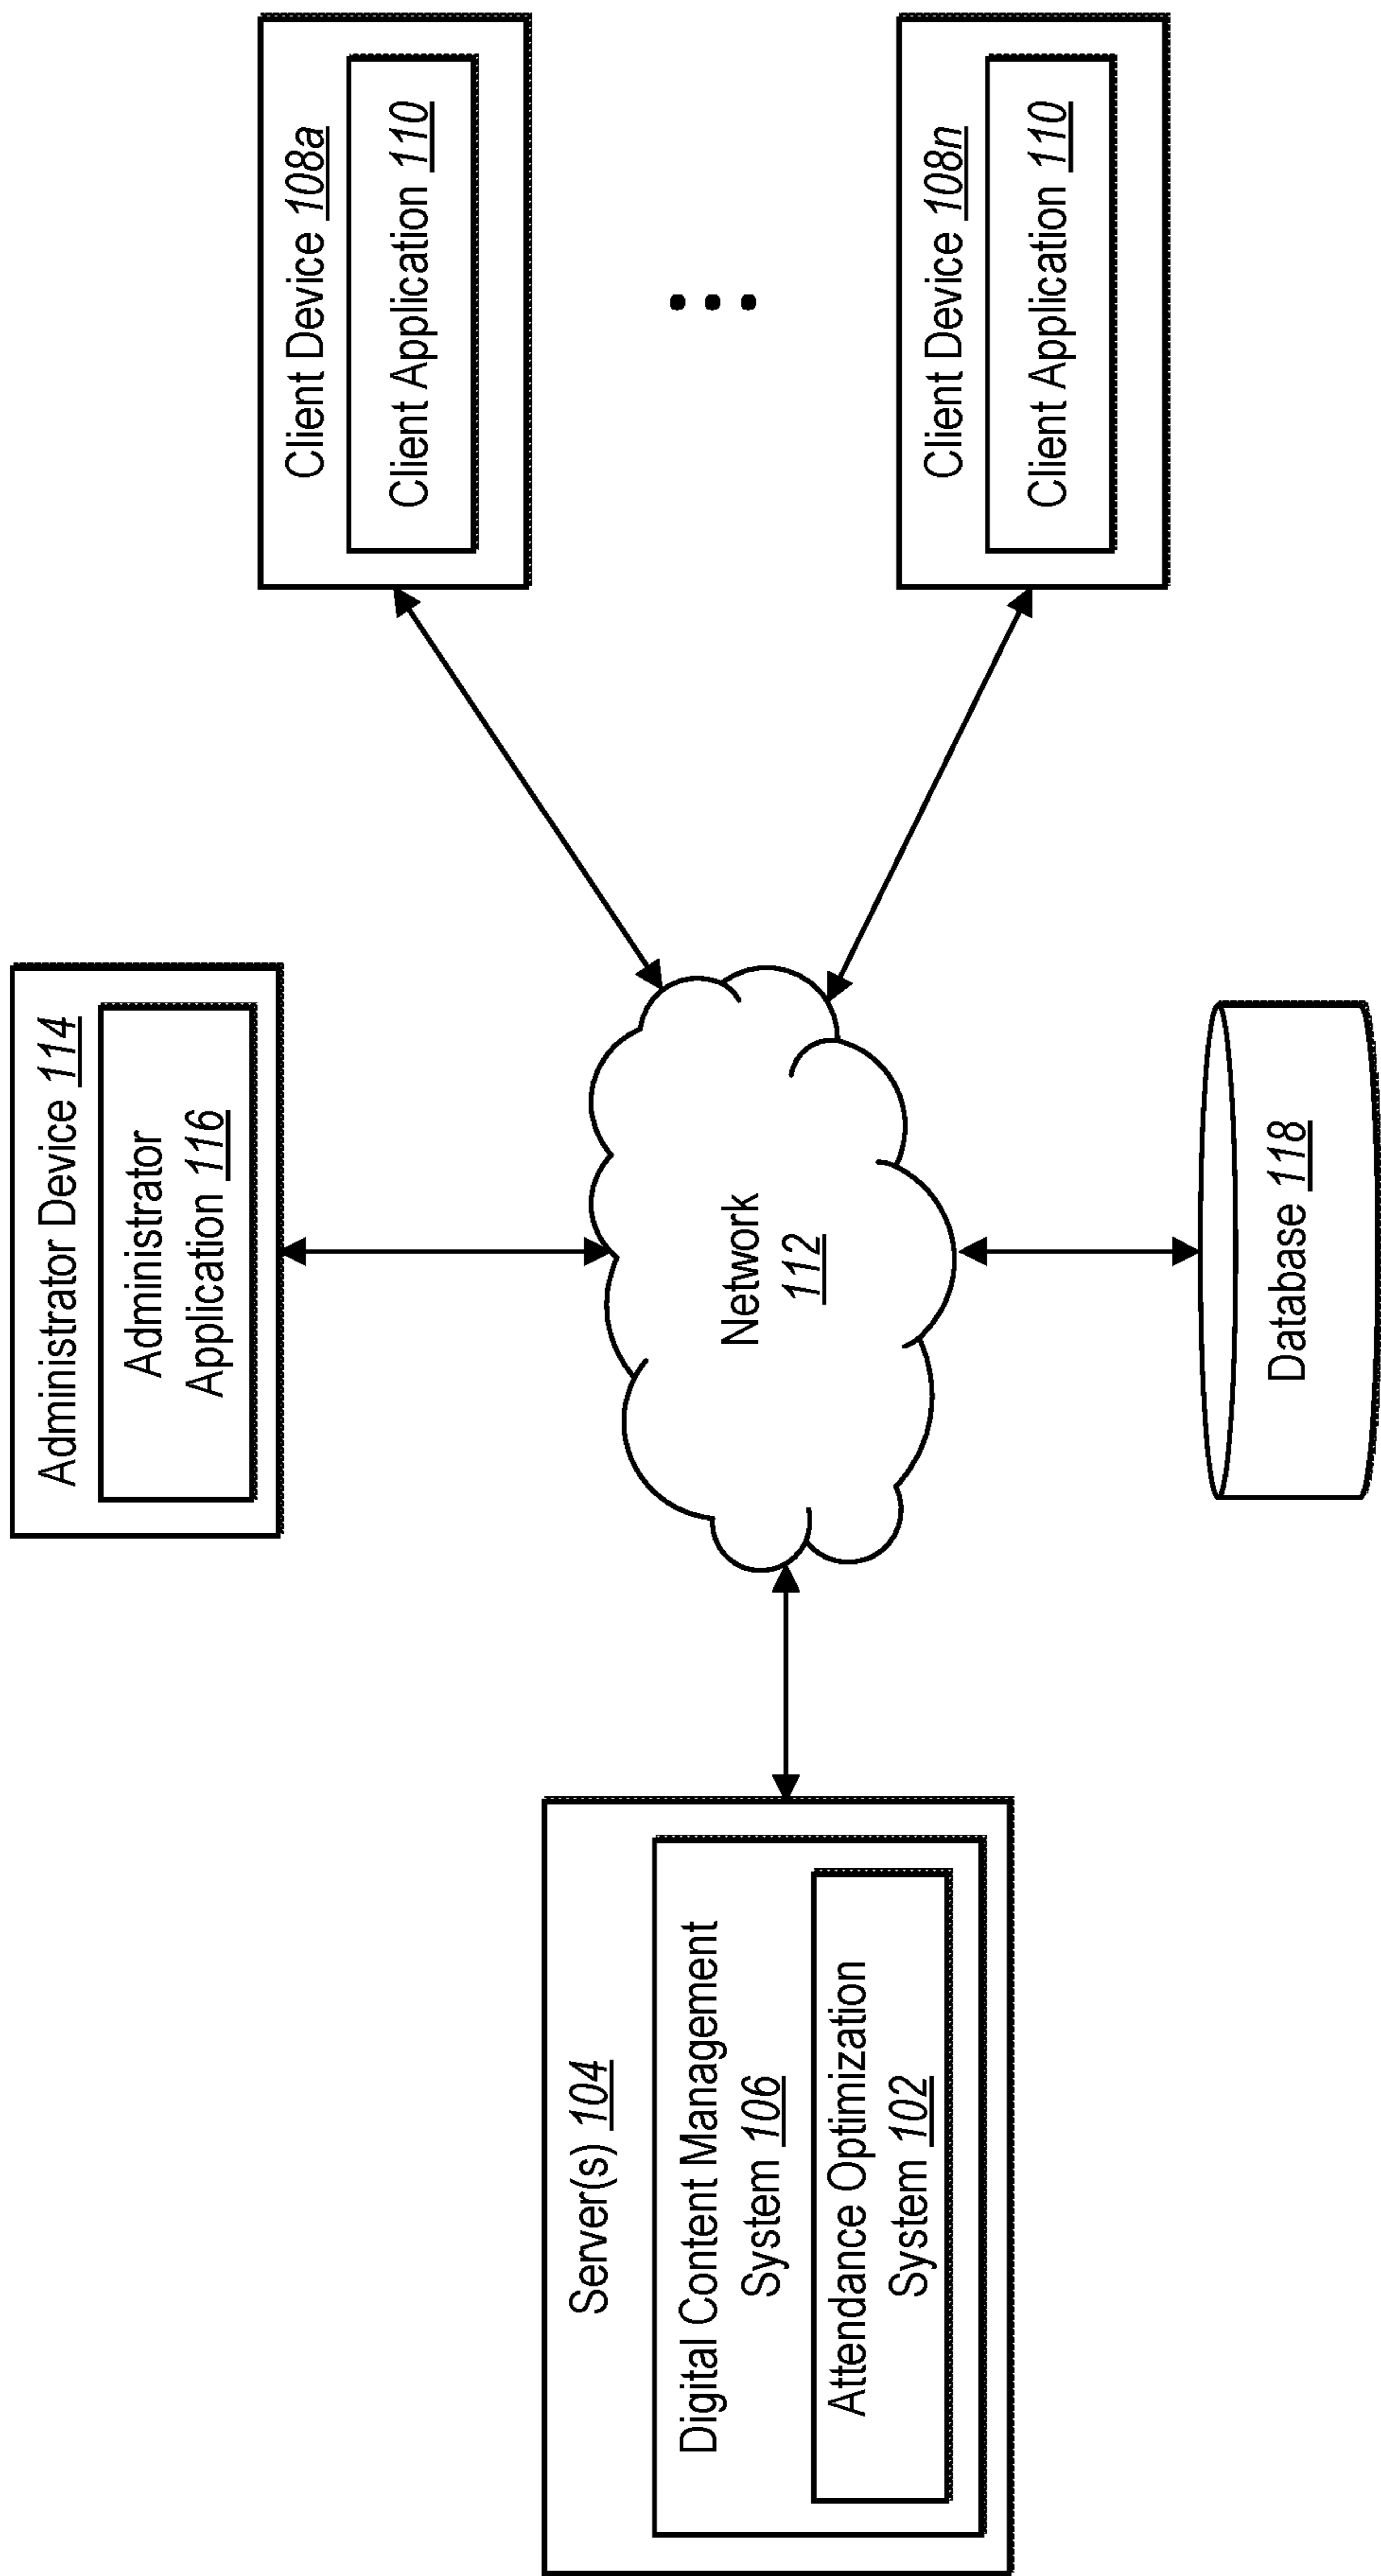 Administrator Device 114
Administrator
Application 116
Server(s) 104
Digital Content Management
System 106
Attendance Optimization
System 102
Network
112
Client Device 108a
Client Application 110
...
Client Device 108n
Client Application 110
Database 118